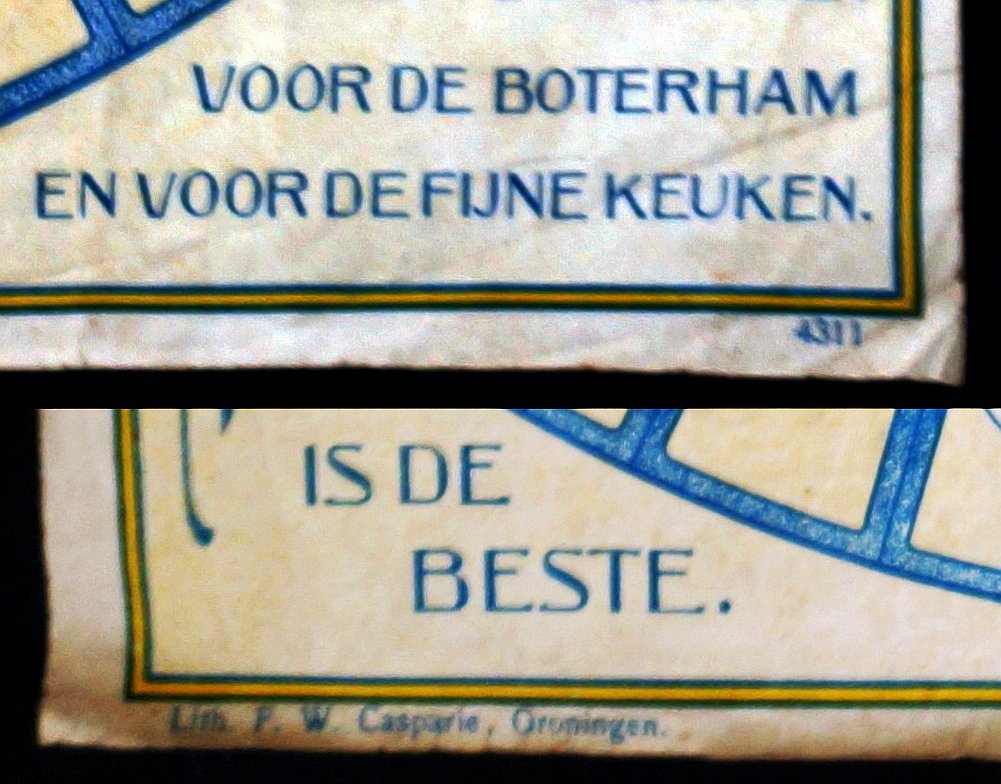 VOOR DE BOTERHAM
EN VOOR DE FIJNE KEUKEN.
4311
IS DE
BESTE.
Lith. F. W. Casparie, Groningen.